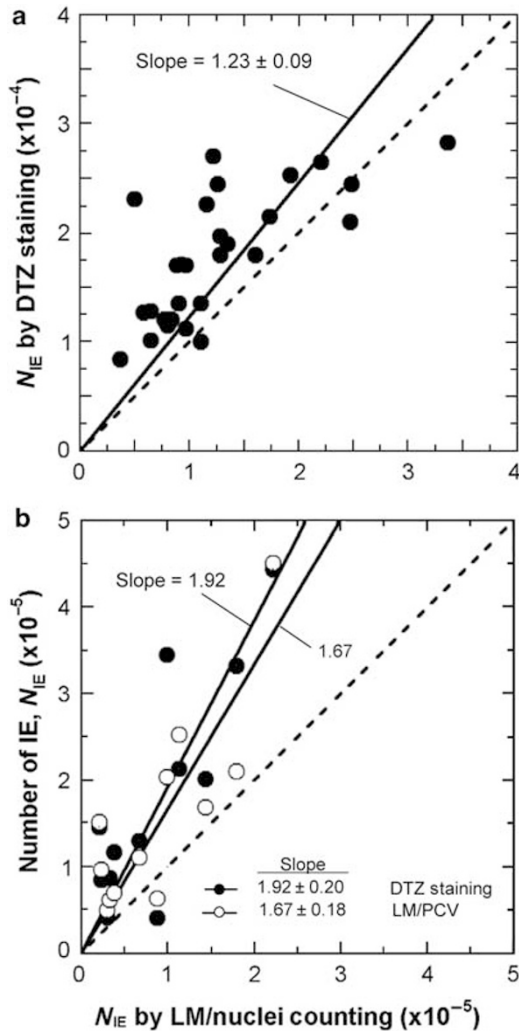 a
4
3
2
1
0
Slope = 1.23 ± 0.09
N_IE by DTZ staining (x10⁻⁴)
0 1 2 3 4
b
5
4
3
2
1
0
Slope = 1.92
1.67
Number of IE, N_IE (x10⁻⁵)
Slope
1.92 ± 0.20 DTZ staining
1.67 ± 0.18 LM/PCV
0 1 2 3 4 5
N_IE by LM/nuclei counting (x10⁻⁵)